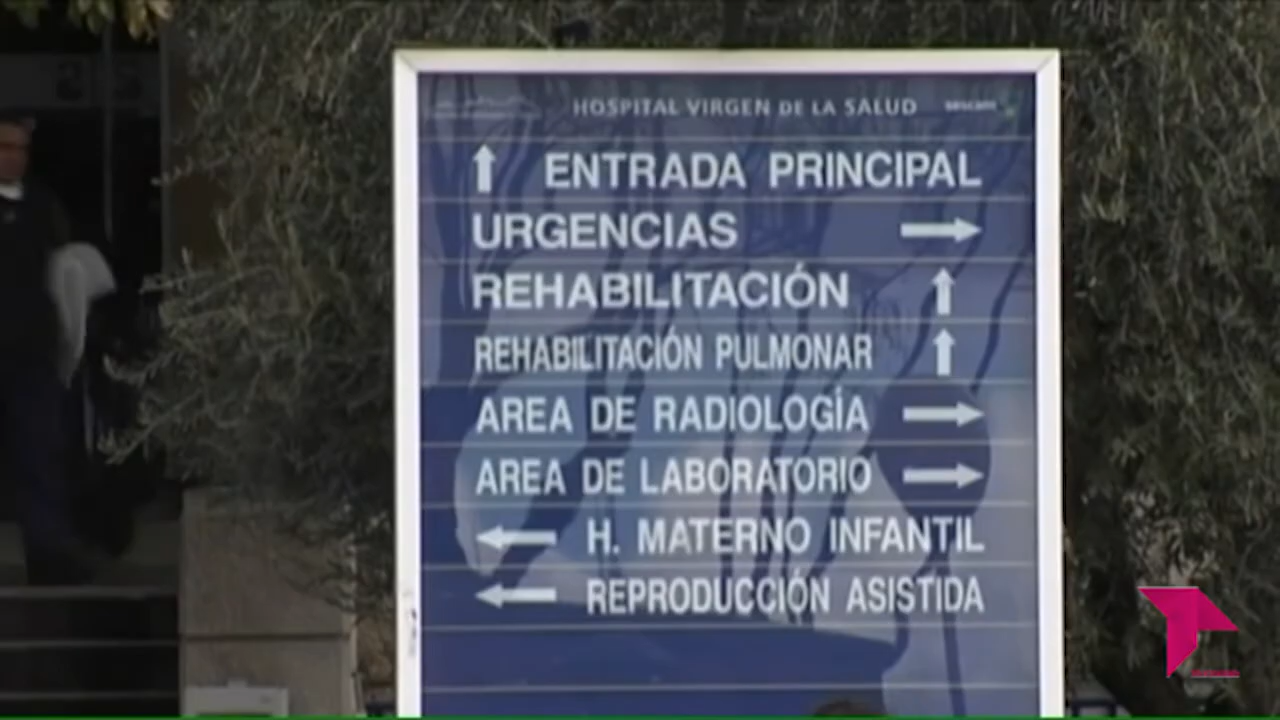 HOSPITAL VIRGEN DE LA SALUD sescam
ENTRADA PRINCIPAL
URGENCIAS
REHABILITACIÓN
REHABILITACIÓN PULMONAR
AREA DE RADIOLOGÍA
AREA DE LABORATORIO
H. MATERNO INFANTIL
REPRODUCCIÓN ASISTIDA